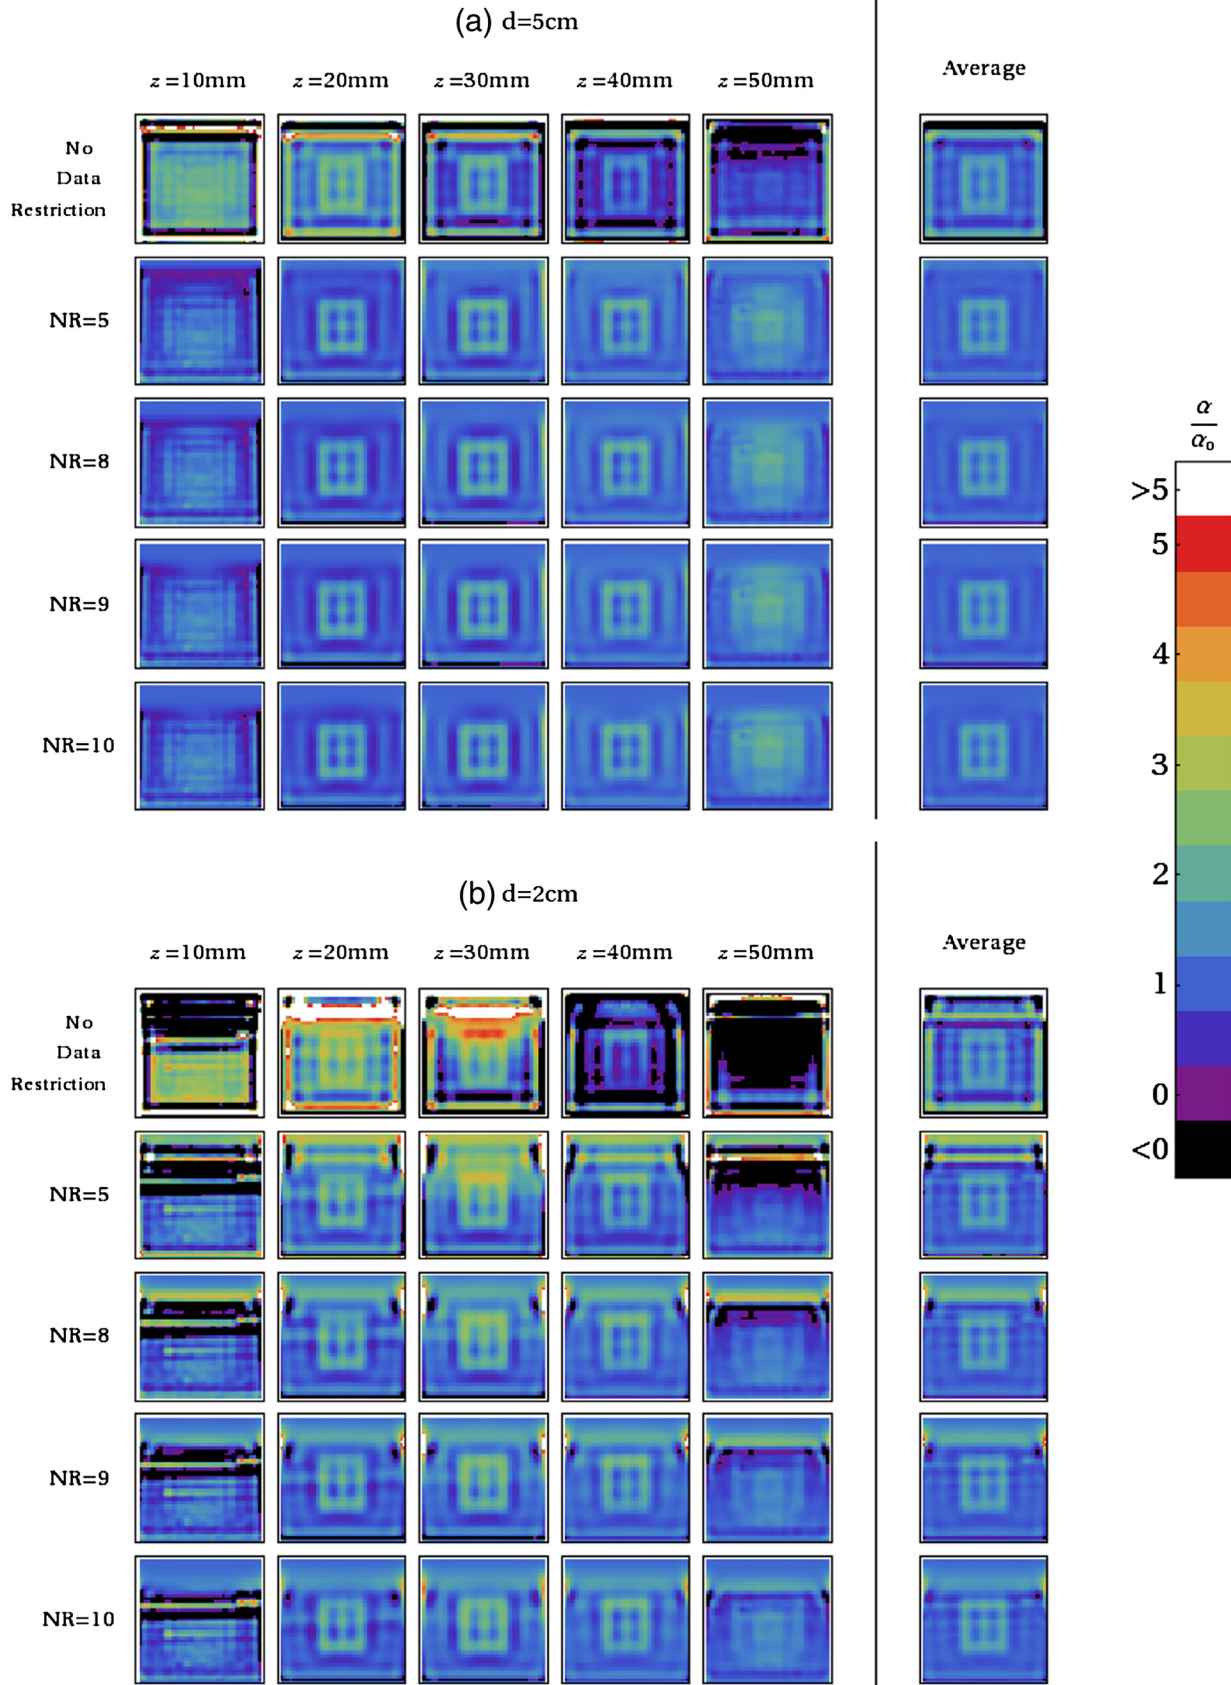 (a) d=5cm
z=10mm z=20mm z=30mm z=40mm z=50mm Average
No
Data
Restriction
NR=5
NR=8
NR=9
NR=10
(b) d=2cm
z=10mm z=20mm z=30mm z=40mm z=50mm Average
No
Data
Restriction
NR=5
NR=8
NR=9
NR=10
α
α₀
>5
5
4
3
2
1
0
<0